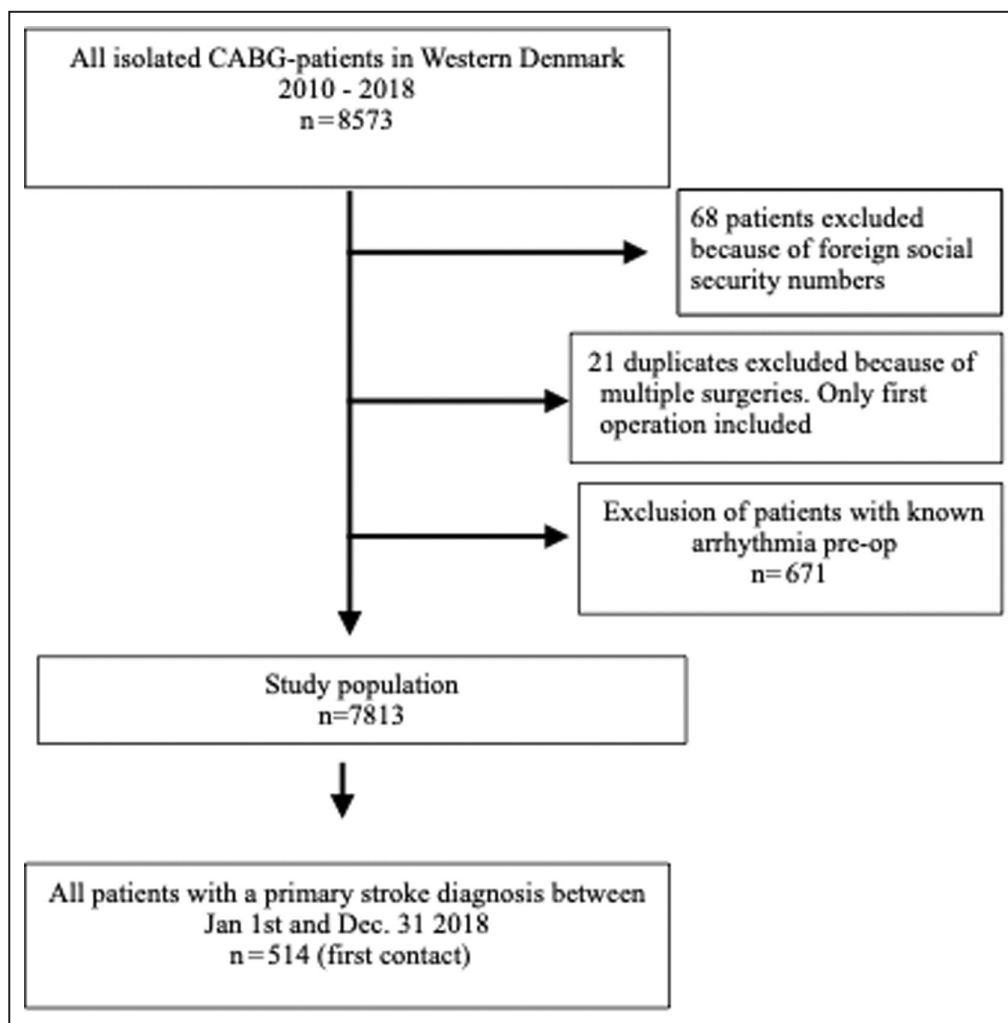 All isolated CABG-patients in Western Denmark
2010 - 2018
n=8573
68 patients excluded
because of foreign social
security numbers
21 duplicates excluded because of
multiple surgeries. Only first
operation included
Exclusion of patients with known
arrhythmia pre-op
n=671
Study population
n=7813
All patients with a primary stroke diagnosis between
Jan 1st and Dec. 31 2018
n=514 (first contact)